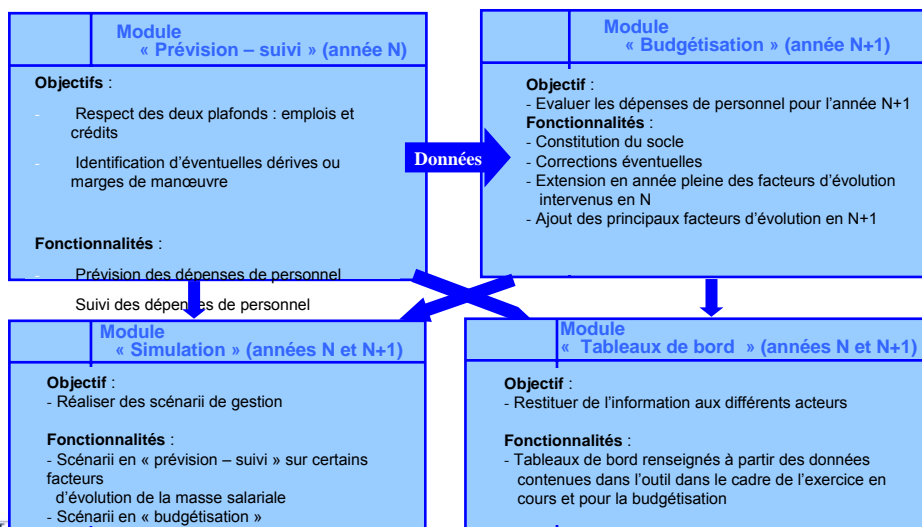 Module
« Prévision – suivi » (année N)
Objectifs :
- Respect des deux plafonds : emplois et
crédits
- Identification d’éventuelles dérives ou
marges de manœuvre
Fonctionnalités :
- Prévision des dépenses de personnel
Suivi des dépenses de personnel
Données
Module
« Budgétisation » (année N+1)
Objectif :
- Evaluer les dépenses de personnel pour l’année N+1
Fonctionnalités :
- Constitution du socle
- Corrections éventuelles
- Extension en année pleine des facteurs d’évolution
intervenus en N
- Ajout des principaux facteurs d’évolution en N+1
Module
« Simulation » (années N et N+1)
Objectif :
- Réaliser des scénarii de gestion
Fonctionnalités :
- Scénarii en « prévision – suivi » sur certains
facteurs
d’évolution de la masse salariale
- Scénarii en « budgétisation »
Module
« Tableaux de bord » (années N et N+1)
Objectif :
- Restituer de l’information aux différents acteurs
Fonctionnalités :
- Tableaux de bord renseignés à partir des données
contenues dans l’outil dans le cadre de l’exercice en
cours et pour la budgétisation